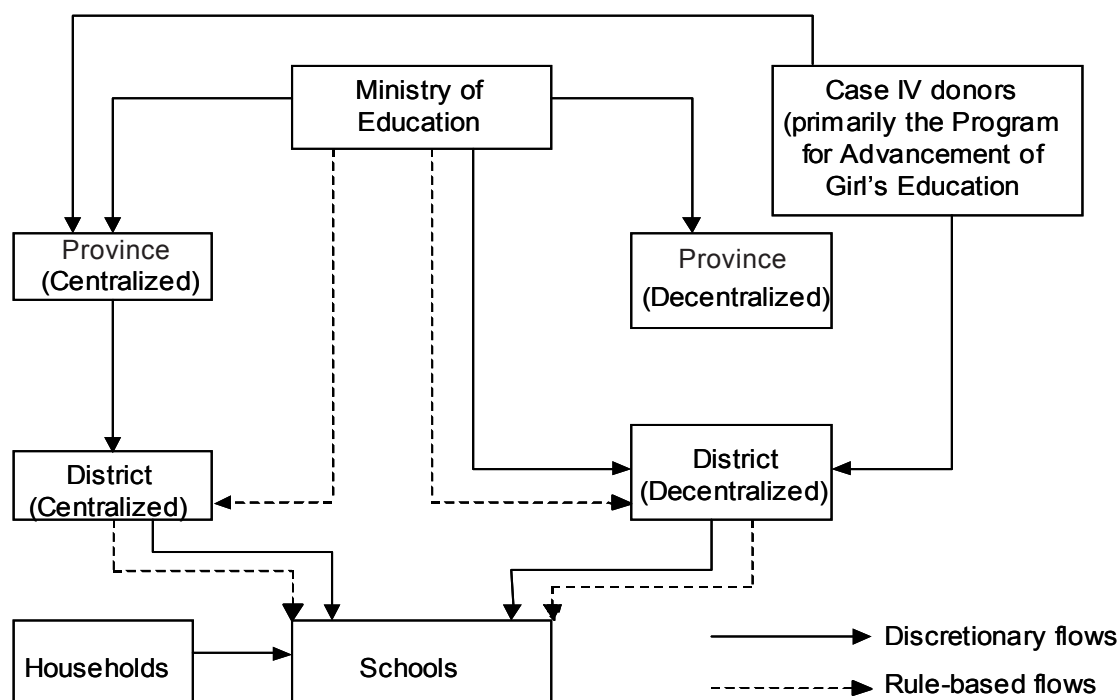 Ministry of
Education
Case IV donors
(primarily the Program
for Advancement of
Girl's Education
Province
(Centralized)
Province
(Decentralized)
District
(Centralized)
District
(Decentralized)
Households
Schools
Discretionary flows
Rule-based flows